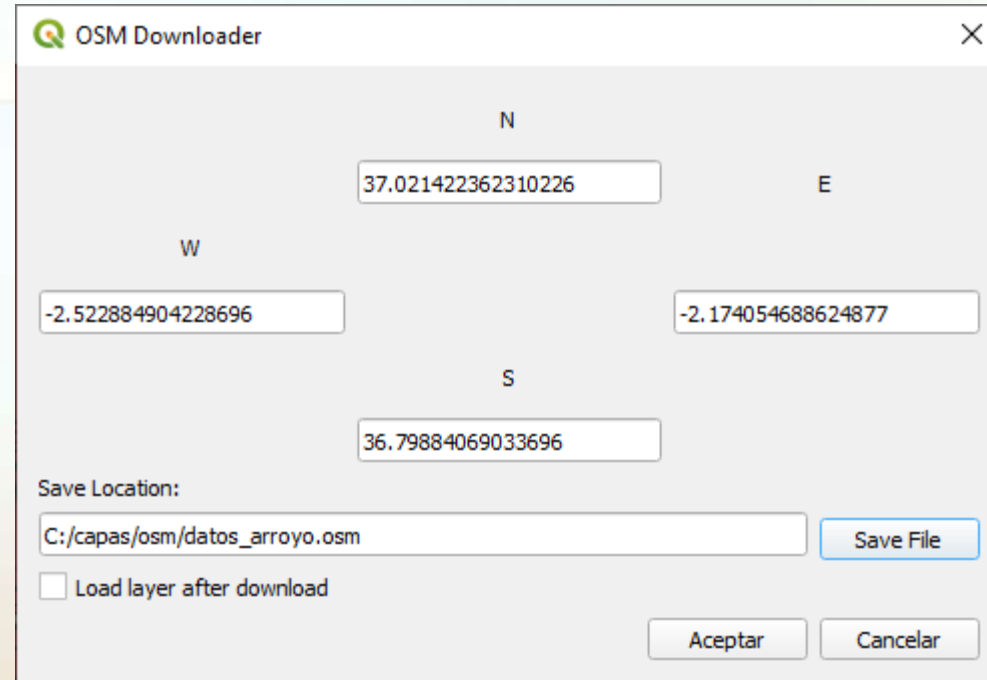 OSM Downloader
N
37.021422362310226
E
W
-2.522884904228696
-2.174054688624877
S
36.79884069033696
Save Location:
C:/capas/osm/datos_arroyo.osm
Save File
Load layer after download
Aceptar
Cancelar